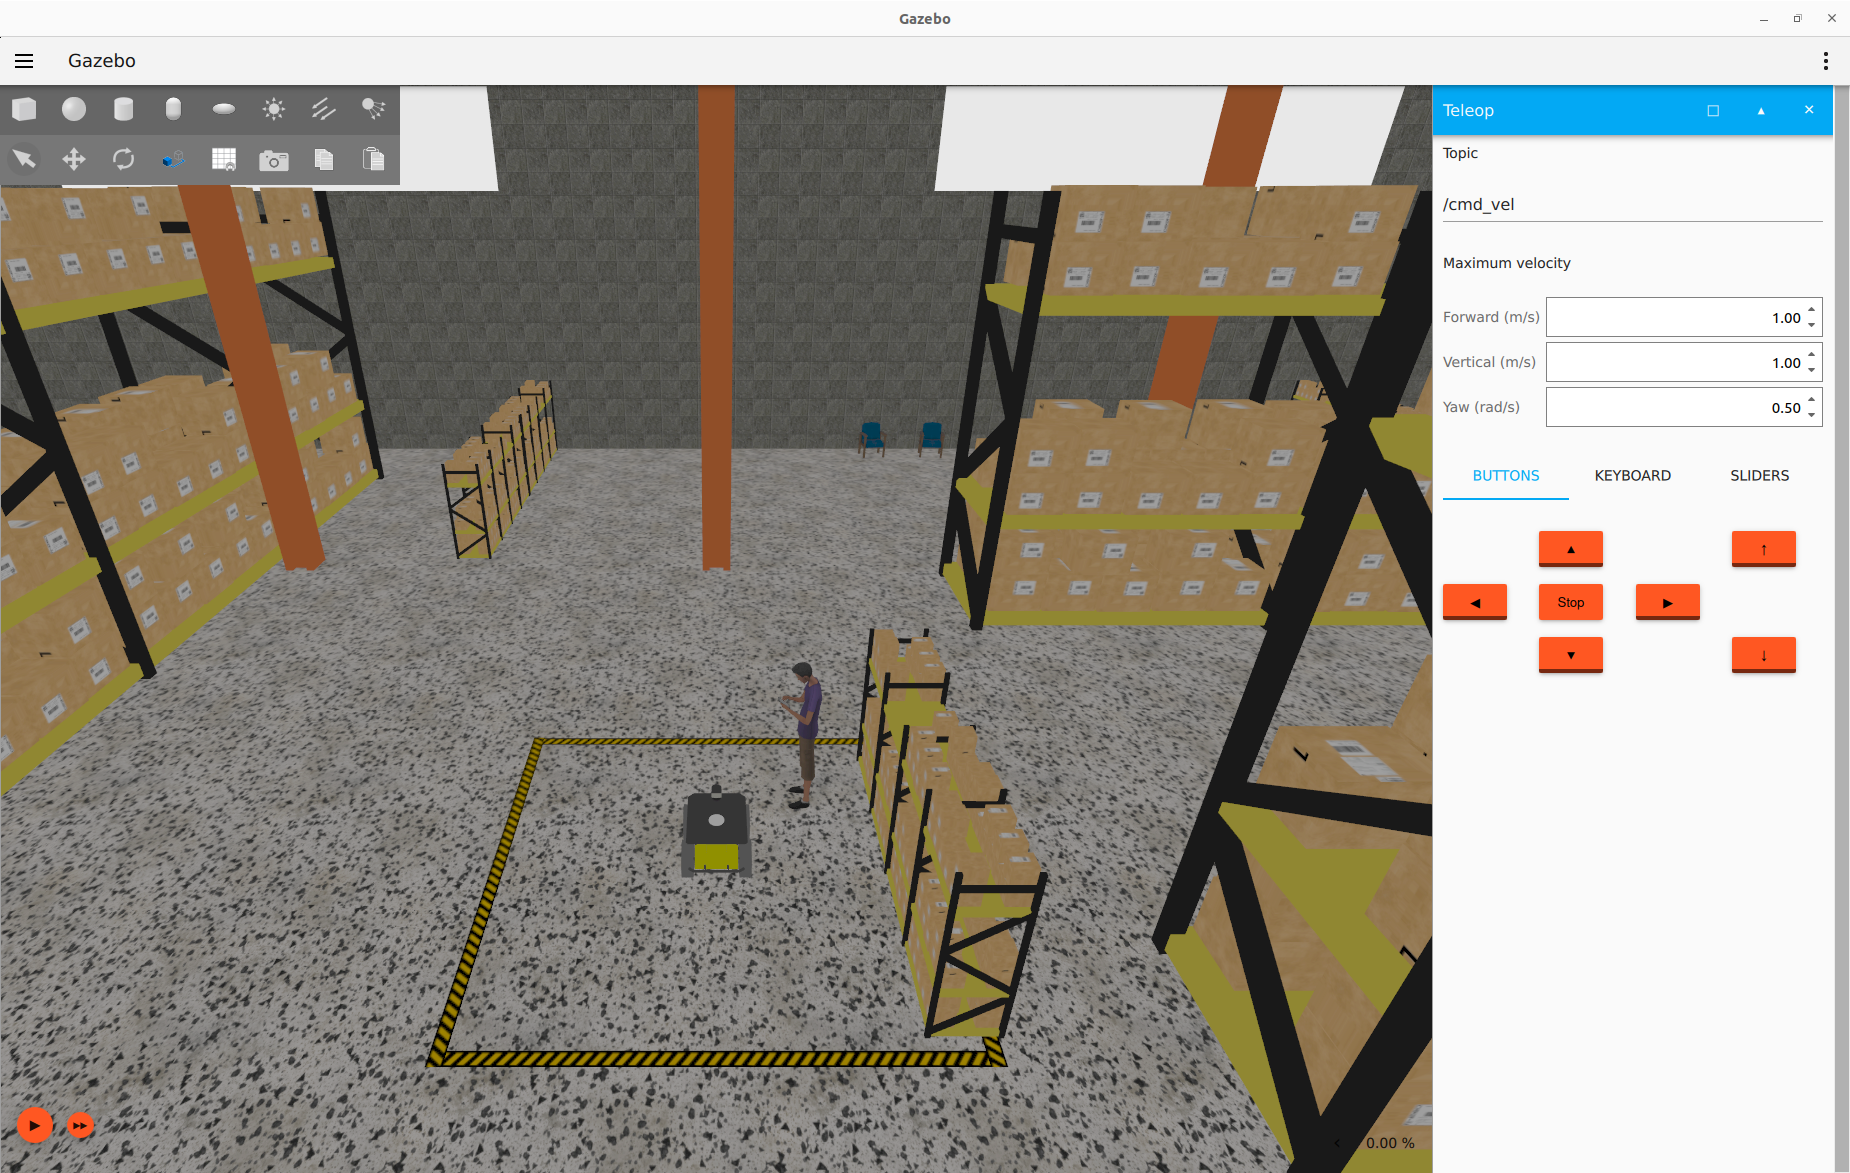 Gazebo
Gazebo
Teleop
Topic
/cmd_vel
Maximum velocity
Forward (m/s) 1.00
Vertical (m/s) 1.00
Yaw (rad/s) 0.50
BUTTONS KEYBOARD SLIDERS
Stop
0.00 %